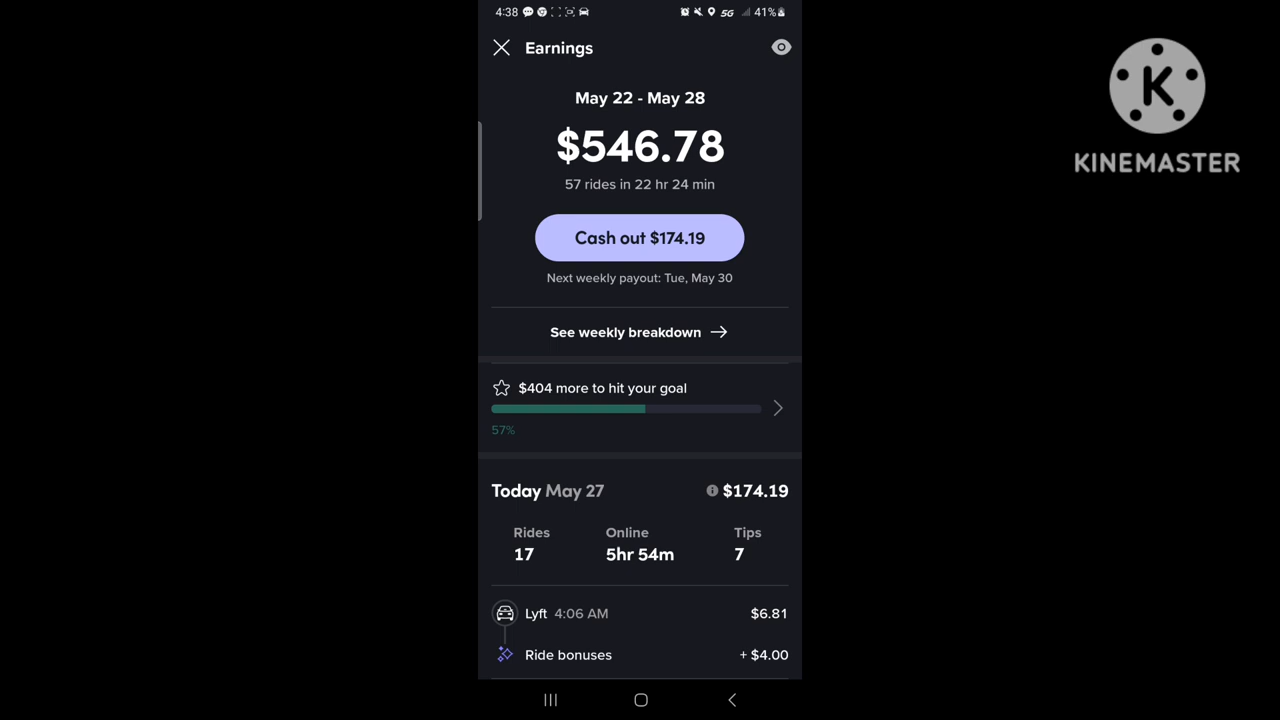 4:38
5G
41%
Earnings
K
KINEMASTER
May 22 - May 28
$546.78
57 rides in 22 hr 24 min
Cash out $174.19
Next weekly payout: Tue, May 30
See weekly breakdown
$404 more to hit your goal
57%
Today May 27 $174.19
Rides Online Tips
17 5hr 54m 7
Lyft 4:06 AM $6.81
Ride bonuses + $4.00